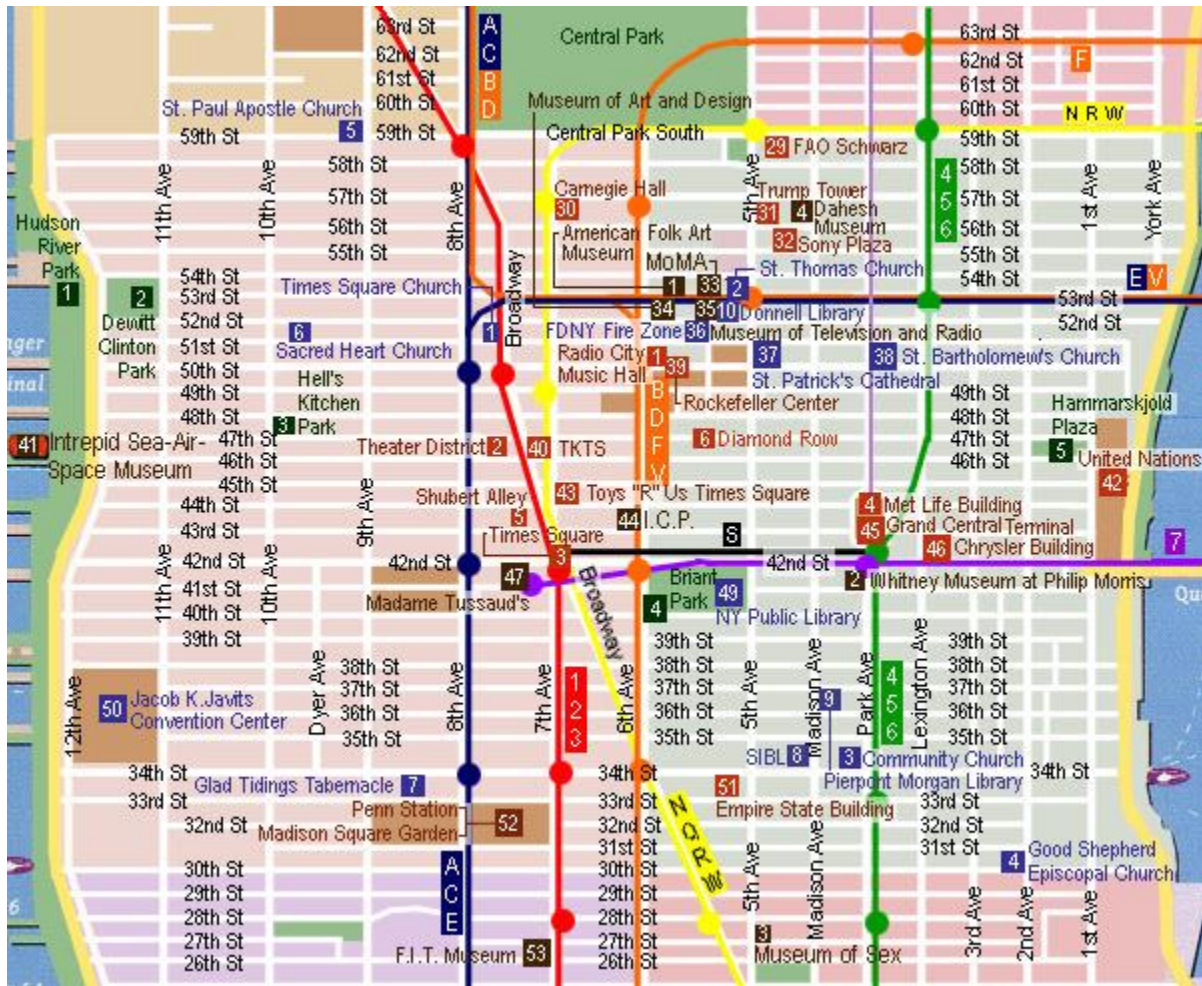 63rd St
62nd St
61st St
60th St
59th St
A
C
B
D
Central Park
63rd St
62nd St
61st St
60th St
59th St
58th St
57th St
56th St
55th St
54th St
F
N R W
St. Paul Apostle Church
5
59th St
Museum of Art and Design
Central Park South
29 FAO Schwarz
58th St
57th St
56th St
55th St
11th Ave
10th Ave
8th Ave
Broadway
5th Ave
1st Ave
York Ave
4
5
6
Carnegie Hall
30
Trump Tower
31
4 Dahesh
Museum
32 Sony Plaza
Hudson
River
Park
1
American Folk Art
Museum
1
MoMA
33
34
35
2
St. Thomas Church
10 Donnell Library
E V
53rd St
52nd St
54th St
53rd St
52nd St
51st St
50th St
49th St
48th St
47th St
46th St
45th St
44th St
43rd St
42nd St
41st St
40th St
39th St
2
Dewitt
Clinton
Park
Times Square Church
1
6
Sacred Heart Church
FDNY Fire Zone 36 Museum of Television and Radio
Radio City
Music Hall
1
39
Rockefeller Center
37
St. Patrick's Cathedral
38 St. Bartholomew's Church
B
D
F
V
Hell's
Kitchen
3 Park
49th St
48th St
47th St
46th St
Hammarskjold
Plaza
5
United Nations
42
ager
inal
41 Intrepid Sea-Air-
Space Museum
Theater District 2
40 TKTS
6 Diamond Row
Shubert Alley
5
43 Toys "R" Us Times Square
44 I.C.P.
Times Square
3
S
4 Met Life Building
45 Grand Central Terminal
46 Chrysler Building
7
9th Ave
11th Ave
10th Ave
42nd St
42nd St
47
Madame Tussaud's
Broadway
Briant
Park
4
49
NY Public Library
2 Whitney Museum at Philip Morris
Qu
12th Ave
Dyer Ave
8th Ave
7th Ave
6th Ave
5th Ave
Madison Ave
Park Ave
Lexington Ave
38th St
37th St
36th St
35th St
39th St
38th St
37th St
36th St
35th St
39th St
38th St
37th St
36th St
35th St
50 Jacob K.Javits
Convention Center
1
2
3
4
5
6
9
SIBL 8
3 Community Church
Pierpont Morgan Library
34th St
33rd St
32nd St
34th St
34th St
Glad Tidings Tabernacle 7
Penn Station
Madison Square Garden
52
51
Empire State Building
33rd St
32nd St
31st St
30th St
29th St
28th St
27th St
26th St
33rd St
32nd St
31st St
N Q R W
30th St
29th St
28th St
27th St
26th St
A
C
E
4
Good Shepherd
Episcopal Church
5th Ave
Madison Ave
3rd Ave
2nd Ave
1st Ave
F.I.T. Museum 53
3
Museum of Sex
6